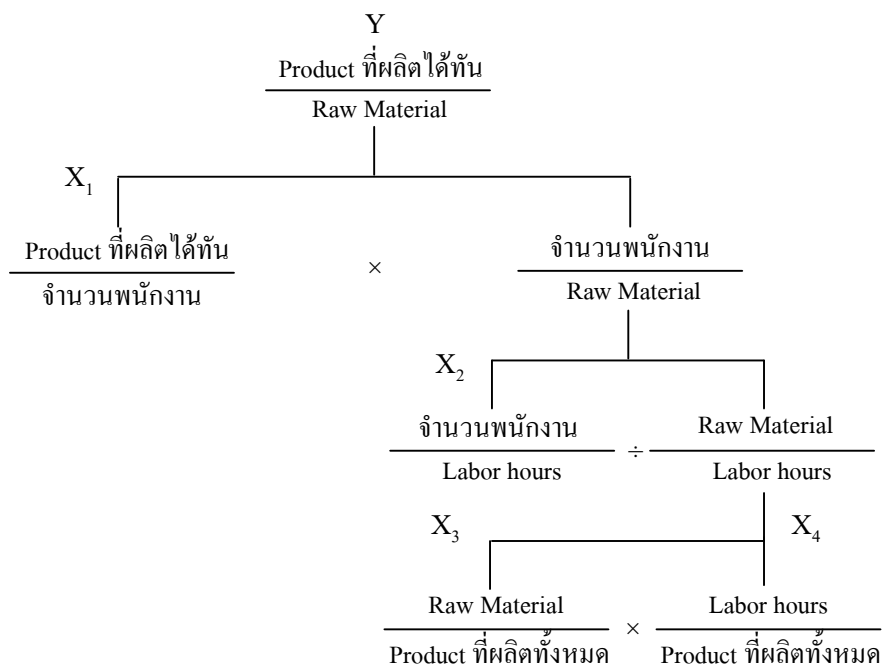 Y
Product ที่ผลิตได้ทัน
Raw Material
X₁
Product ที่ผลิตได้ทัน
จำนวนพนักงาน
×
จำนวนพนักงาน
Raw Material
X₂
จำนวนพนักงาน
Labor hours
÷
Raw Material
Labor hours
X₃
X₄
Raw Material
Product ที่ผลิตทั้งหมด
×
Labor hours
Product ที่ผลิตทั้งหมด